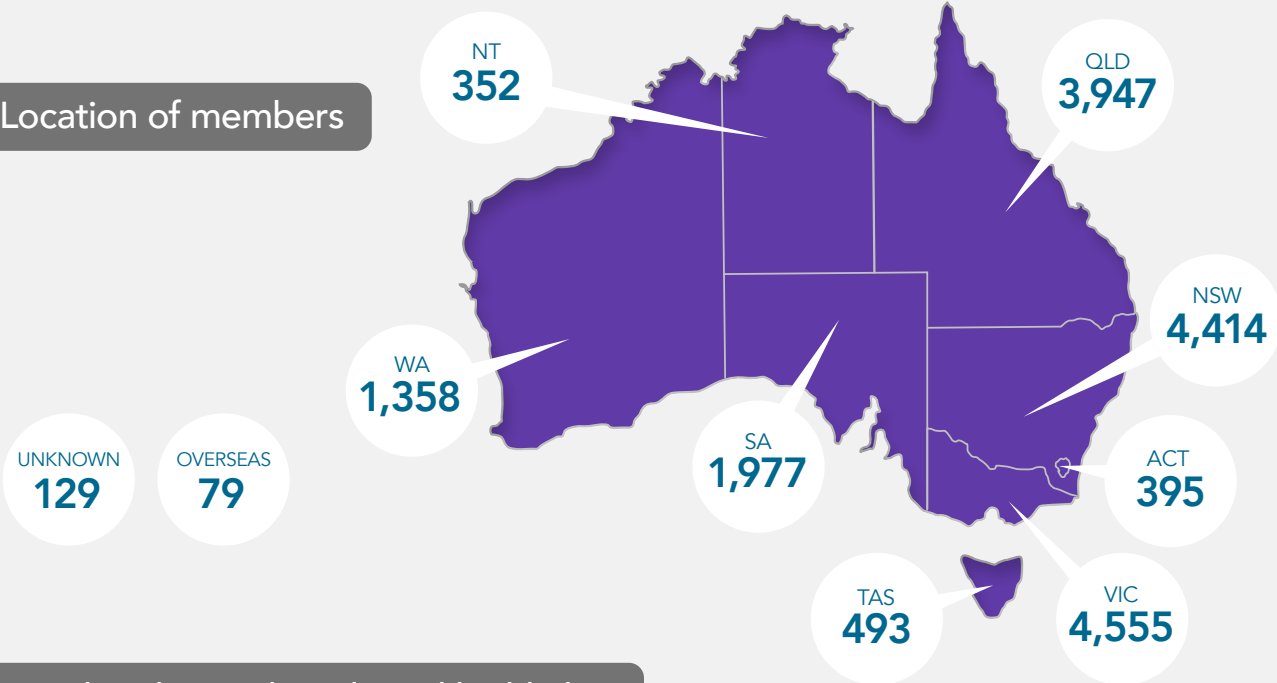 Location of members
NT
352
QLD
3,947
NSW
4,414
WA
1,358
SA
1,977
ACT
395
UNKNOWN
129
OVERSEAS
79
TAS
493
VIC
4,555